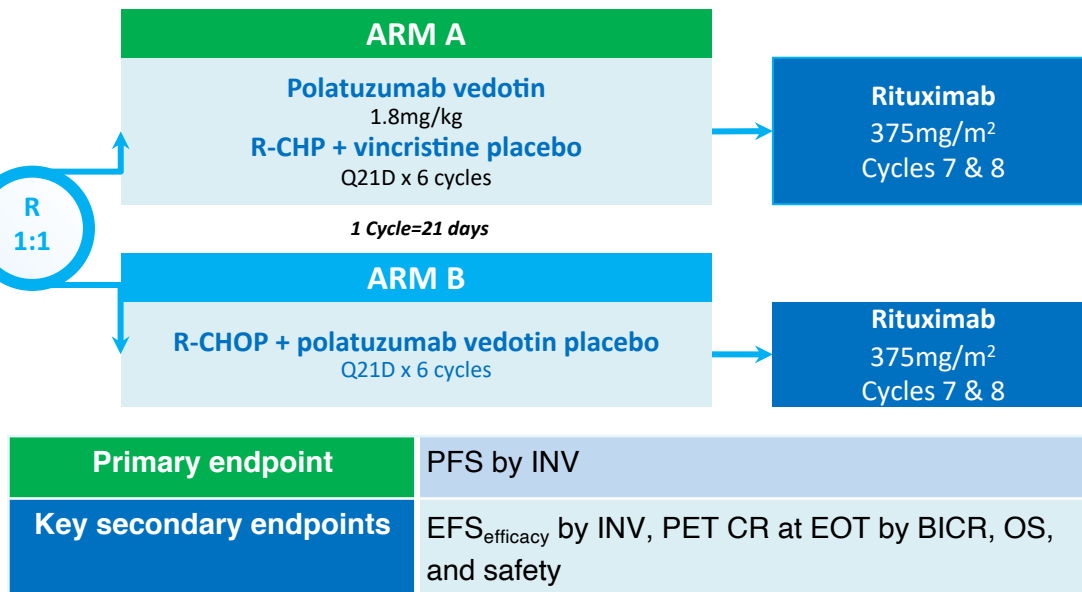 ARM A
Polatuzumab vedotin
1.8mg/kg
R-CHP + vincristine placebo
Q21D x 6 cycles
Rituximab
375mg/m²
Cycles 7 & 8
R
1:1
1 Cycle=21 days
ARM B
R-CHOP + polatuzumab vedotin placebo
Q21D x 6 cycles
Rituximab
375mg/m²
Cycles 7 & 8
Primary endpoint
PFS by INV
Key secondary endpoints
EFSefficacy by INV, PET CR at EOT by BICR, OS,
and safety